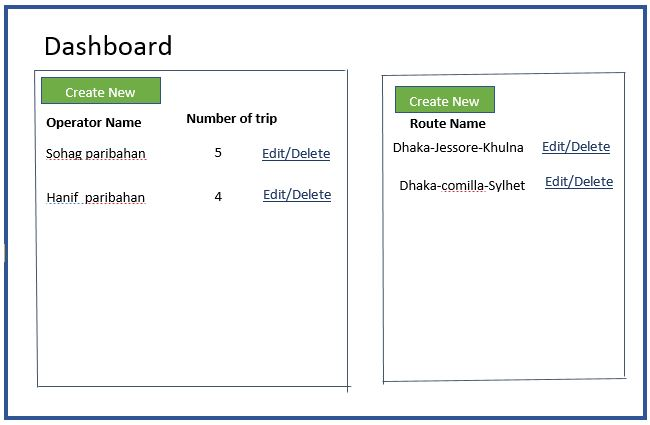 Dashboard
Create New
Operator Name Number of trip
Sohag paribahan 5 Edit/Delete
Hanif paribahan 4 Edit/Delete
Create New
Route Name
Dhaka-Jessore-Khulna Edit/Delete
Dhaka-comilla-Sylhet Edit/Delete